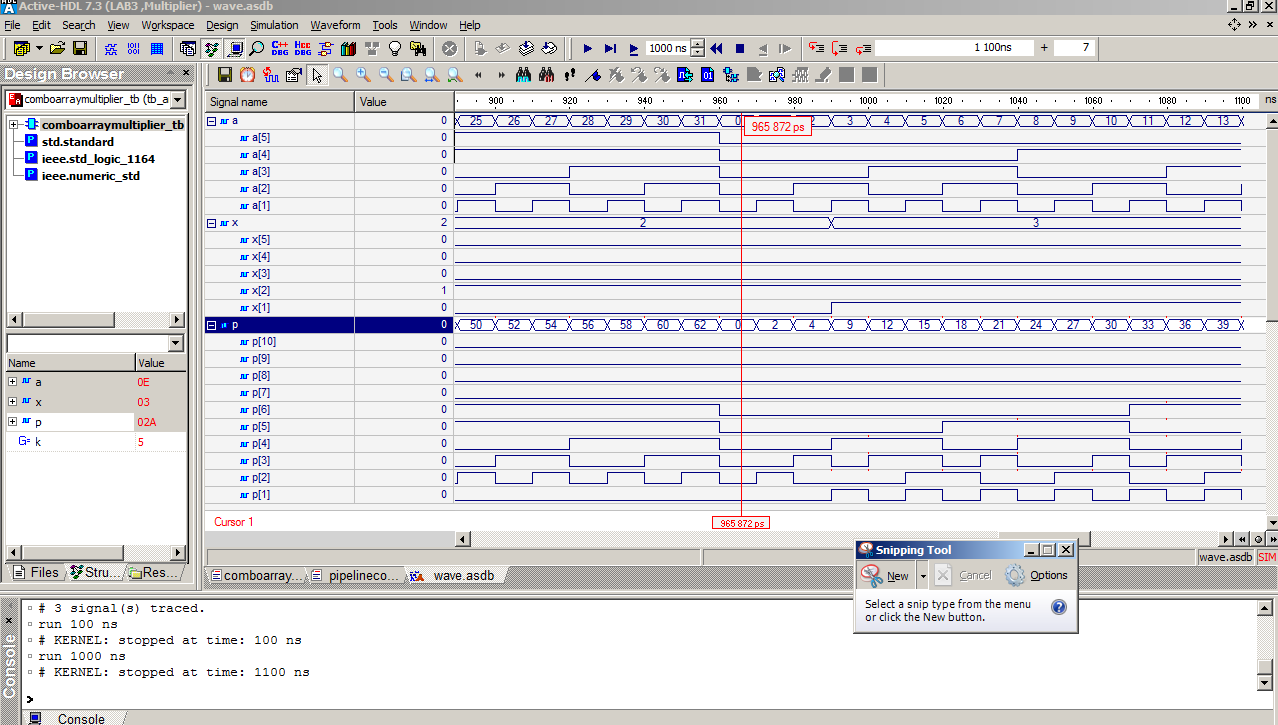 Active-HDL 7.3 (LAB3 ,Multiplier) - wave.asdb
File Edit Search View Workspace Design Simulation Waveform Tools Window Help
C++ DBG HDC DBG 1000 ns 1 100ns + 7
Design Browser
comboarraymultiplier_tb (tb_a
comboarraymultiplier_tb
std.standard
ieee.std_logic_1164
ieee.numeric_std
Name Value
a 0E
x 03
p 02A
k 5
Files Stru... Res...
Signal name Value 900 920 940 960 980 1000 1020 1040 1060 1080 1100 ns
a 0 25 26 27 28 29 30 31 0 2 3 4 5 6 7 8 9 10 11 12 13
965 872 ps
a[5] 0
a[4] 0
a[3] 0
a[2] 0
a[1] 0
x 2 2 3
x[5] 0
x[4] 0
x[3] 0
x[2] 1
x[1] 0
p 0 50 52 54 56 58 60 62 0 2 4 9 12 15 18 21 24 27 30 33 36 39
p[10] 0
p[9] 0
p[8] 0
p[7] 0
p[6] 0
p[5] 0
p[4] 0
p[3] 0
p[2] 0
p[1] 0
Cursor 1 965 872 ps
wave.asdb SIM
comboarray... pipelineco... wave.asdb
Snipping Tool
New Cancel Options
Select a snip type from the menu
or click the New button.
Console
# 3 signal(s) traced.
run 100 ns
# KERNEL: stopped at time: 100 ns
run 1000 ns
# KERNEL: stopped at time: 1100 ns
>
Console